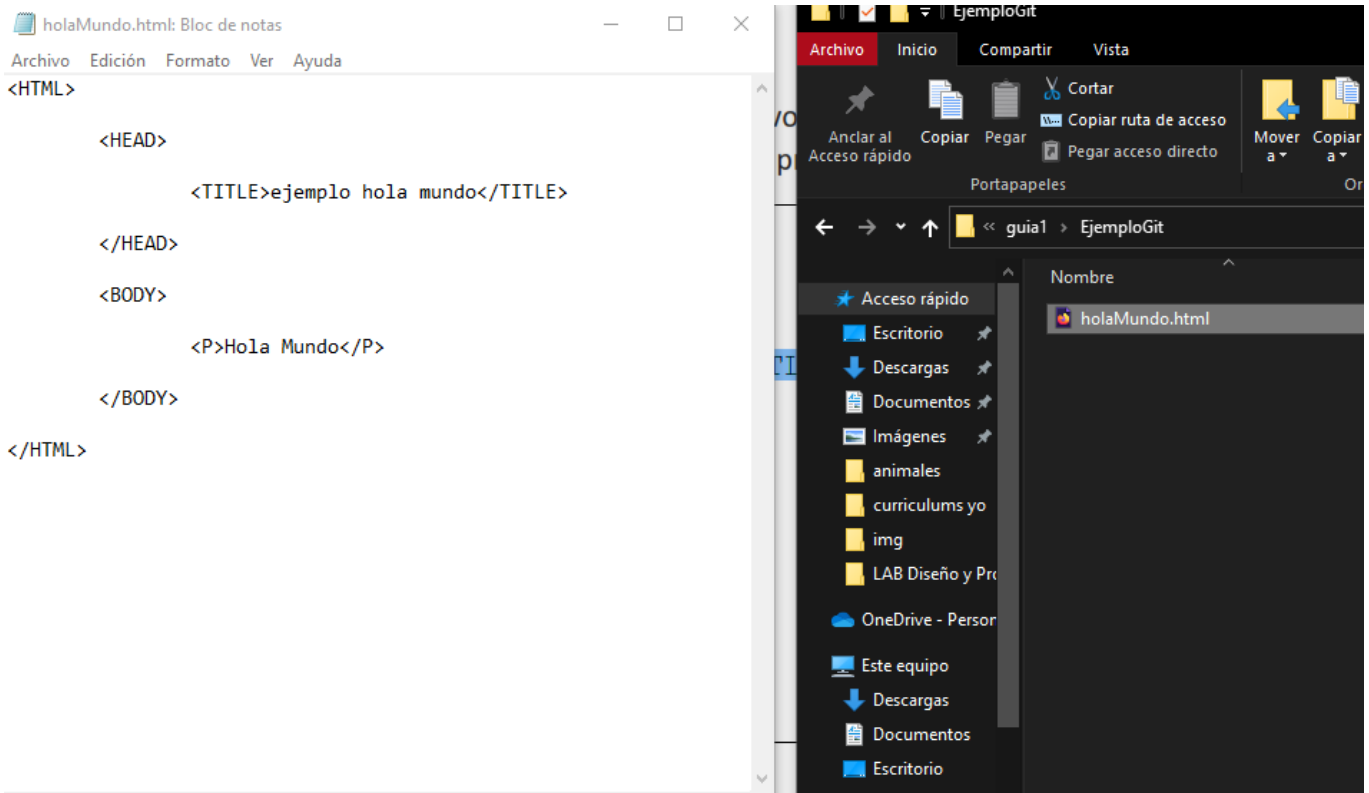 holaMundo.html: Bloc de notas
Archivo Edición Formato Ver Ayuda
<HTML>
<HEAD>
<TITLE>ejemplo hola mundo</TITLE>
</HEAD>
<BODY>
<P>Hola Mundo</P>
</BODY>
</HTML>
EjemploGit
Archivo Inicio Compartir Vista
Anclar al
Acceso rápido
Copiar
Pegar
Cortar
Copiar ruta de acceso
Pegar acceso directo
Mover
a
Copiar
a
Portapapeles
Or
« guia1 > EjemploGit
Nombre
holaMundo.html
Acceso rápido
Escritorio
Descargas
Documentos
Imágenes
animales
curriculums yo
img
LAB Diseño y Pro
OneDrive - Person
Este equipo
Descargas
Documentos
Escritorio